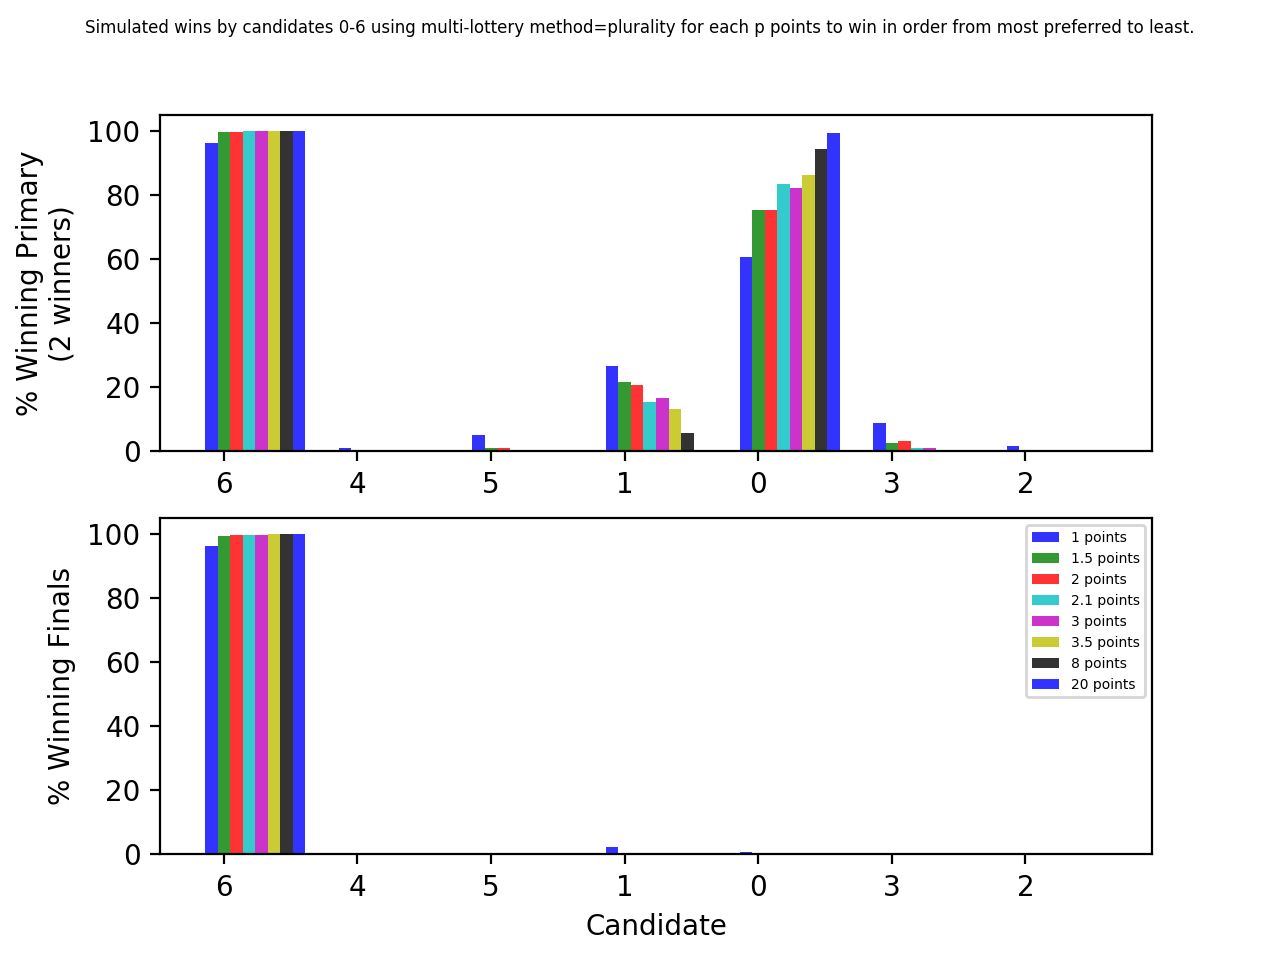 Simulated wins by candidates 0-6 using multi-lottery method=plurality for each p points to win in order from most preferred to least.
% Winning Primary
(2 winners)
100
80
60
40
20
0
6 4 5 1 0 3 2
% Winning Finals
100
80
60
40
20
0
1 points
1.5 points
2 points
2.1 points
3 points
3.5 points
8 points
20 points
6 4 5 1 0 3 2
Candidate